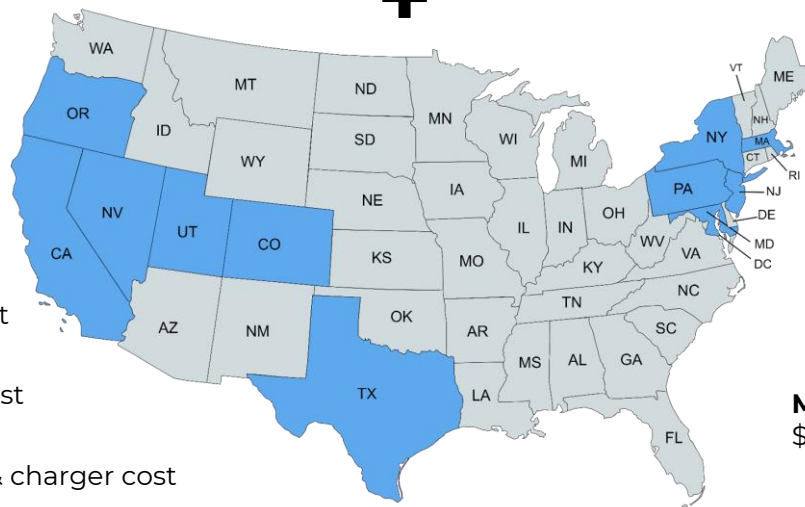 +
WA
MT
ND
MN
VT
ME
OR
ID
SD
WI
MI
NY
NH
MA
CT
RI
WY
NE
IA
PA
NJ
NV
UT
CO
IL
IN
OH
DE
CA
KS
MO
WV
VA
MD
DC
KY
AZ
NM
OK
AR
TN
NC
SC
TX
LA
MS
AL
GA
FL
t
st
charger cost
M
$